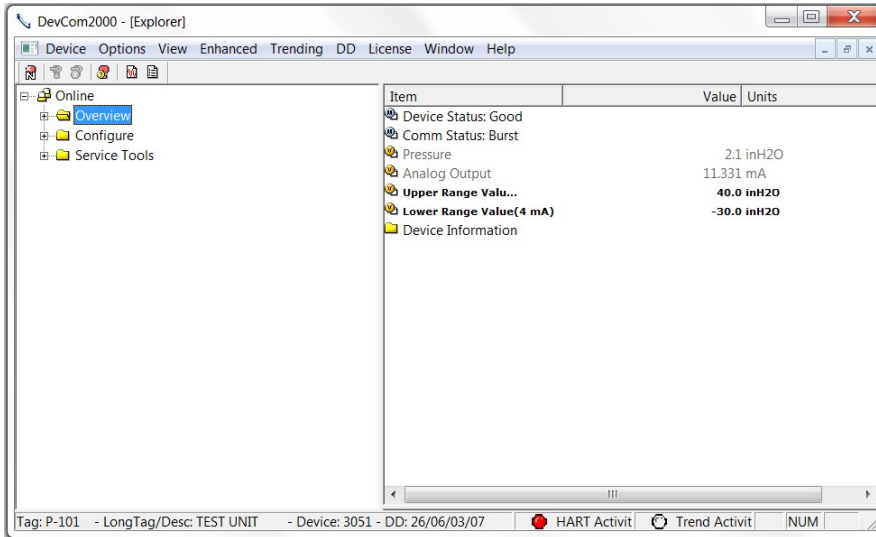 DevCom2000 - [Explorer]
Device Options View Enhanced Trending DD License Window Help
Online
Overview
Configure
Service Tools
Item Value Units
Device Status: Good
Comm Status: Burst
Pressure 2.1 inH2O
Analog Output 11.331 mA
Upper Range Valu... 40.0 inH2O
Lower Range Value(4 mA) -30.0 inH2O
Device Information
Tag: P-101 - LongTag/Desc: TEST UNIT - Device: 3051 - DD: 26/06/03/07 HART Activit Trend Activit NUM